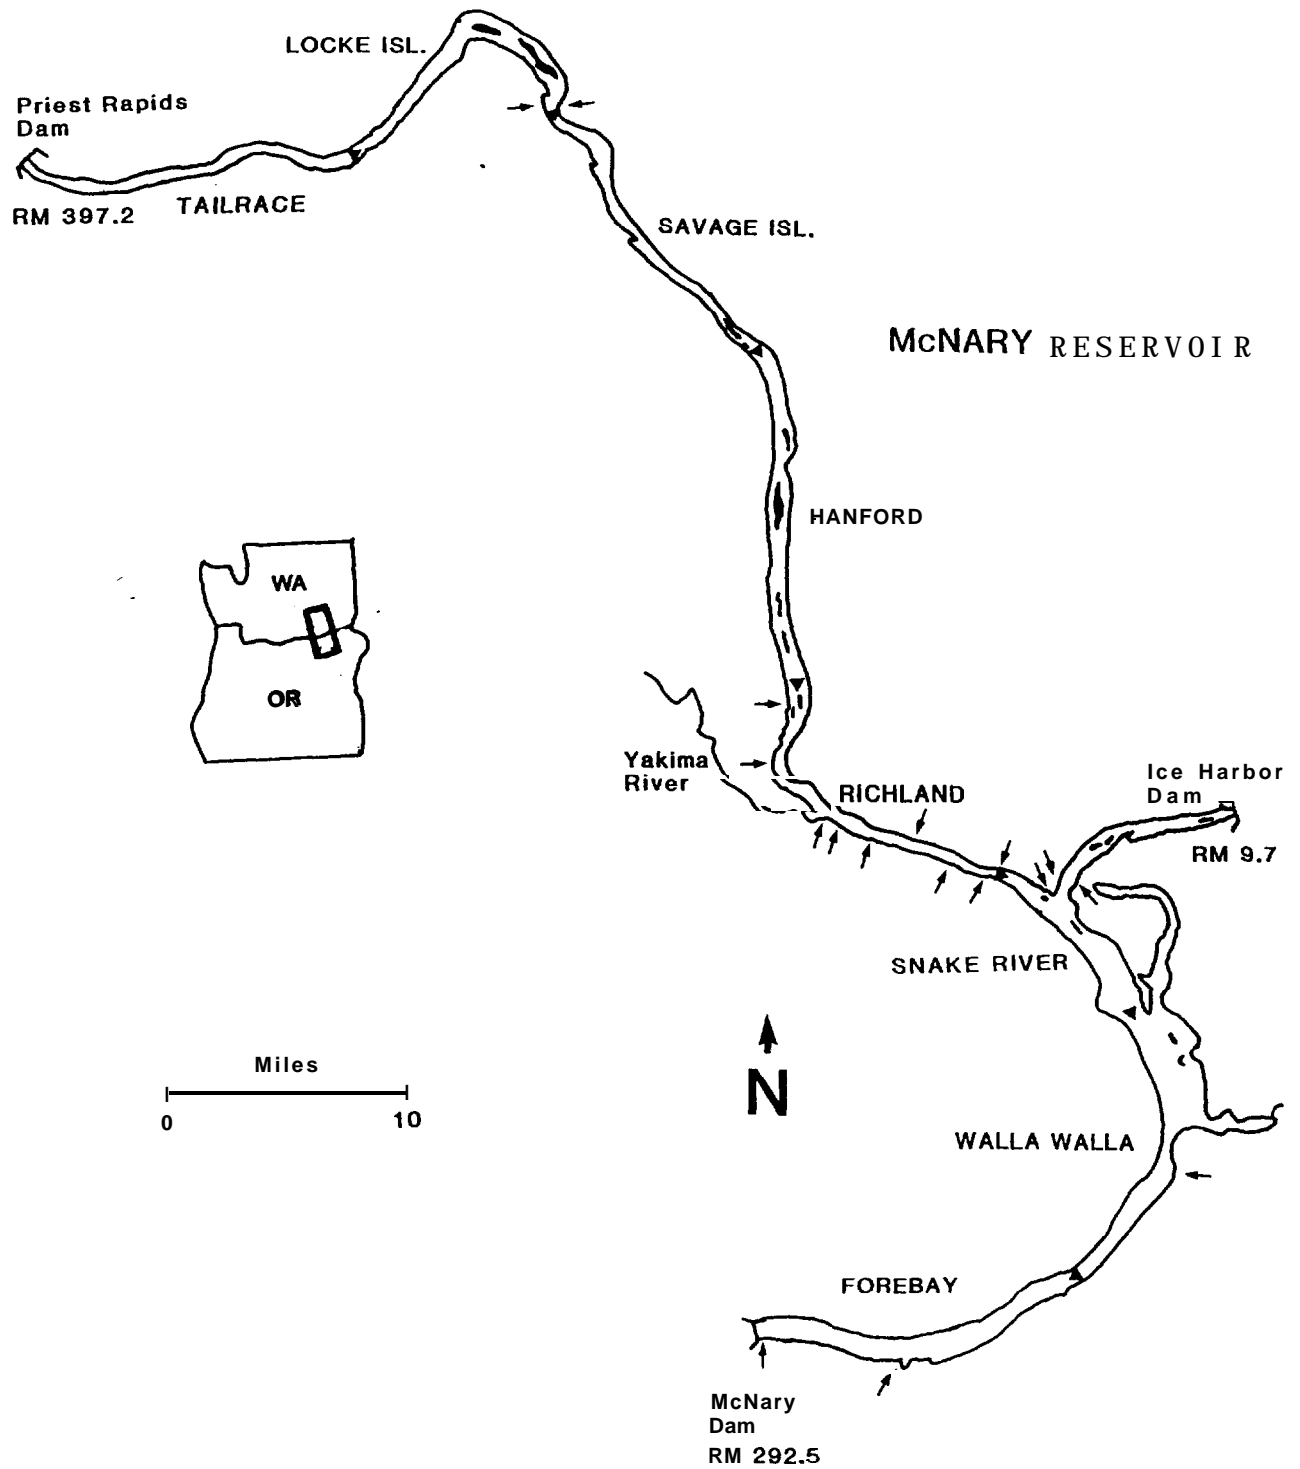 LOCKE ISL.
Priest Rapids
Dam
RM 397.2
TAILRACE
SAVAGE ISL.
McNARY RESERVOIR
HANFORD
WA
OR
Yakima
River
RICHLAND
Ice Harbor
Dam
RM 9.7
SNAKE RIVER
Miles
0 10
N
WALLA WALLA
FOREBAY
McNary
Dam
RM 292.5